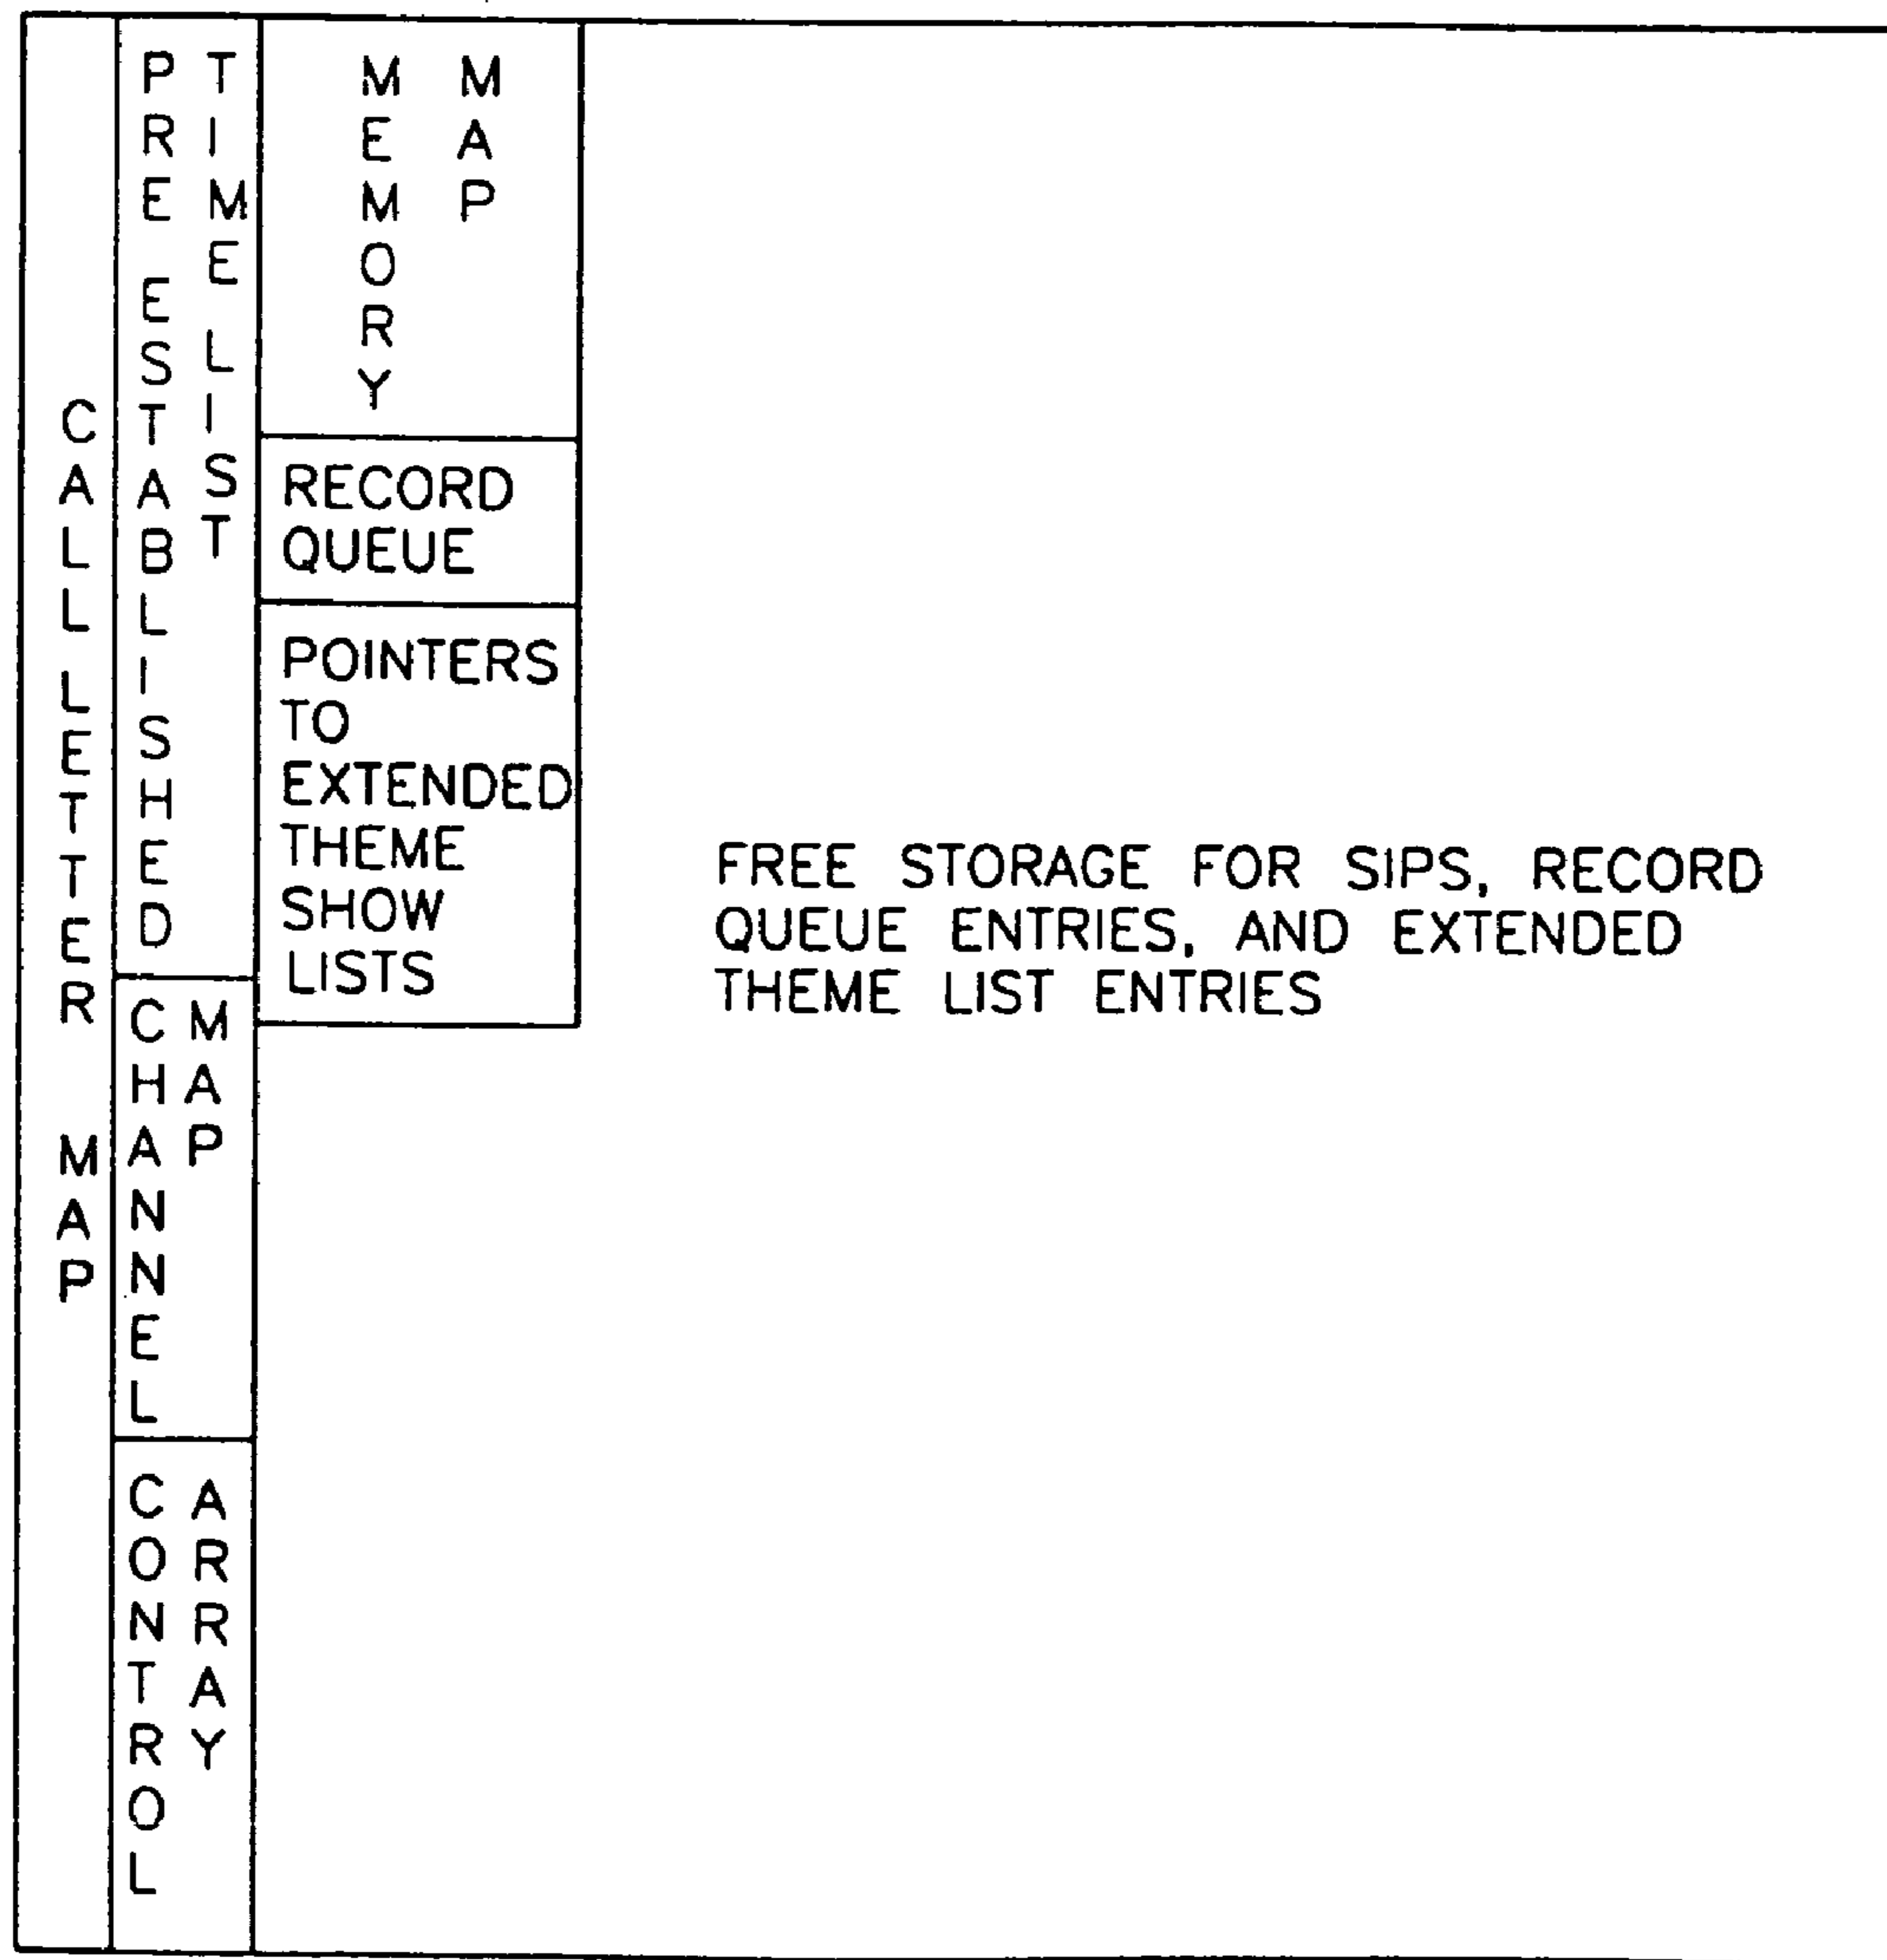 CALL LETTER MAP
PRE ESTABLISHED
TIME LIST
CHANNEL
MAP
CONTROL
ARRAY
MEMORY
MAP
RECORD
QUEUE
POINTERS
TO
EXTENDED
THEME
SHOW
LISTS
FREE STORAGE FOR SIPS, RECORD
QUEUE ENTRIES, AND EXTENDED
THEME LIST ENTRIES